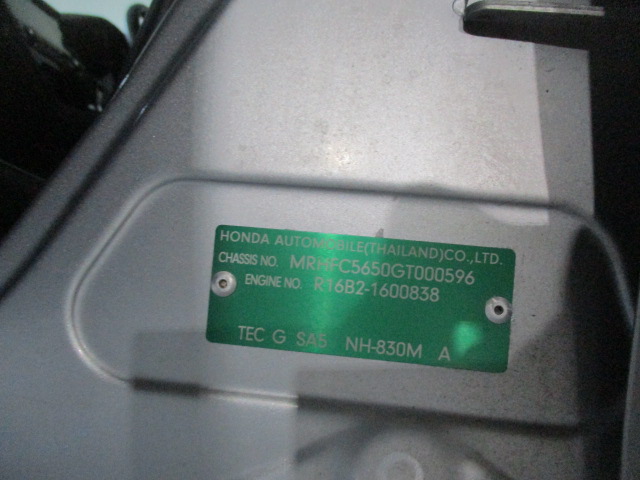 HONDA AUTOMOBILE(THAILAND)CO.,LTD.
CHASSIS NO. MRHFC5650GT000596
ENGINE NO. R16B2-1600838
TEC G SA5 NH-830M A